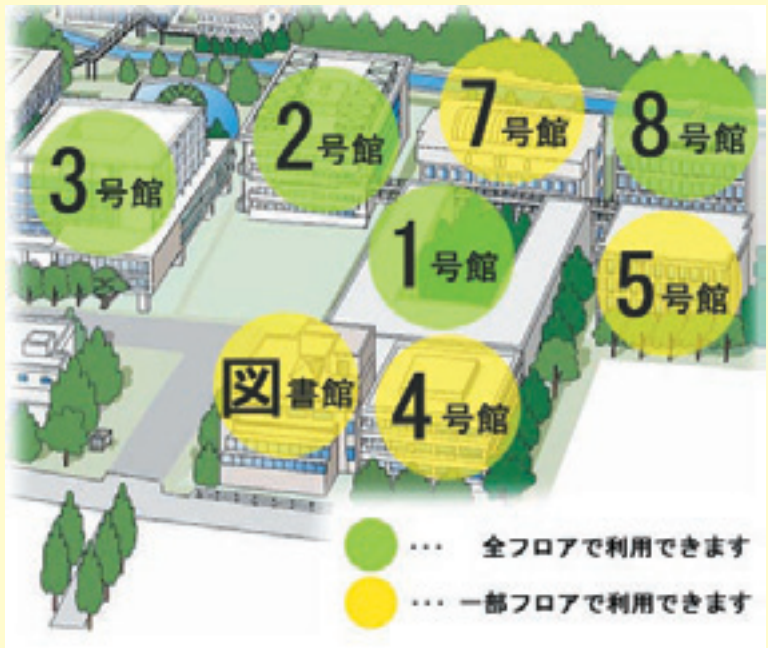 7号館
8号館
2号館
3号館
1号館
5号館
図書館
4号館
… 全フロアで利用できます
… 一部フロアで利用できます